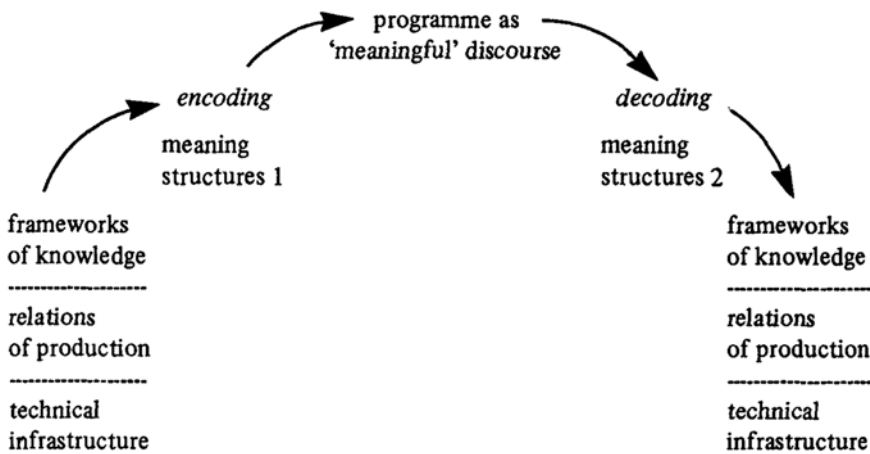 programme as
‘meaningful’ discourse
encoding
decoding
meaning
structures 1
meaning
structures 2
frameworks
of knowledge
relations
of production
technical
infrastructure
frameworks
of knowledge
relations
of production
technical
infrastructure